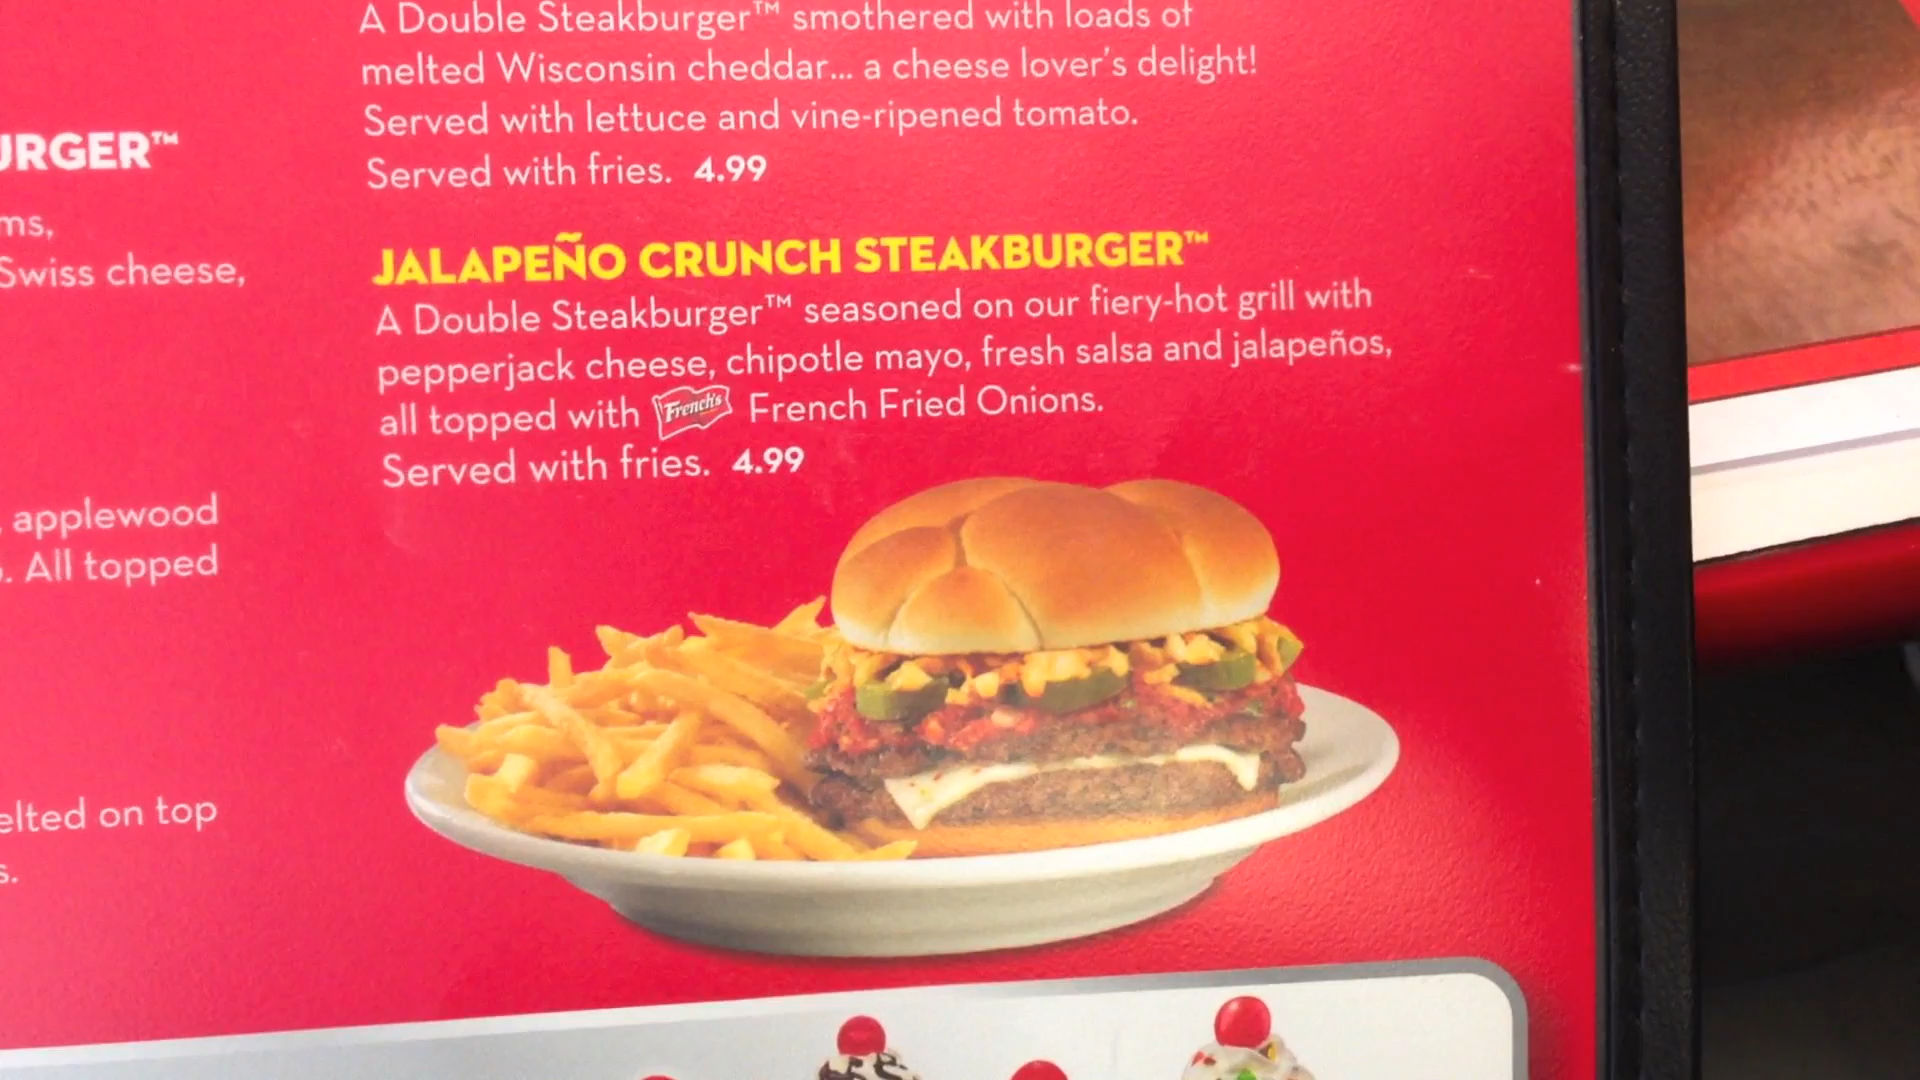 URGER™
ms,
Swiss cheese,
applewood
. All topped
elted on top
s.
A Double Steakburger™ smothered with loads of
melted Wisconsin cheddar... a cheese lover's delight!
Served with lettuce and vine-ripened tomato.
Served with fries. 4.99
JALAPEÑO CRUNCH STEAKBURGER™
A Double Steakburger™ seasoned on our fiery-hot grill with
pepperjack cheese, chipotle mayo, fresh salsa and jalapeños,
all topped with French's French Fried Onions.
Served with fries. 4.99